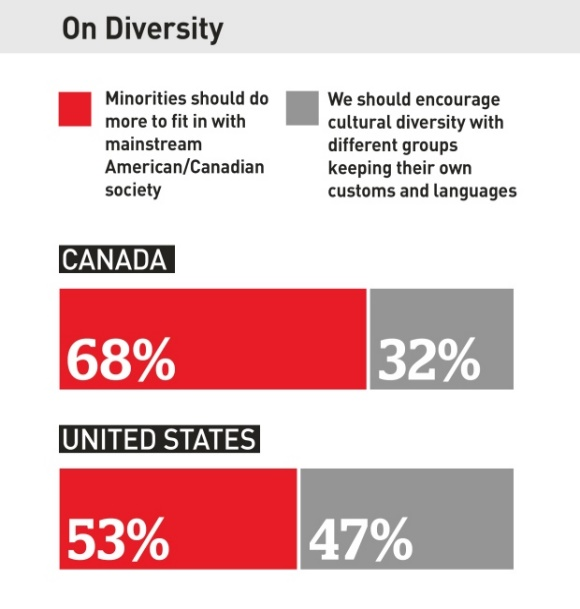 On Diversity
Minorities should do
more to fit in with
mainstream
American/Canadian
society
We should encourage
cultural diversity with
different groups
keeping their own
customs and languages
CANADA
68%
32%
UNITED STATES
53%
47%